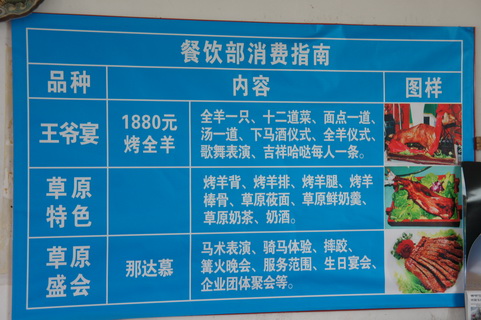 餐饮部消费指南
品种 内容 图样
王爷宴
1880元
烤全羊
全羊一只、十二道菜、面点一道、
汤一道、下马酒仪式、全羊仪式、
歌舞表演、吉祥哈哒每人一条。
草原
特色
烤羊背、烤羊排、烤羊腿、烤羊
棒骨、草原莜面、草原鲜奶羹、
草原奶茶、奶酒。
草原
盛会
那达慕
马术表演、骑马体验、摔跤、
篝火晚会、服务范围、生日宴会、
企业团体聚会等。